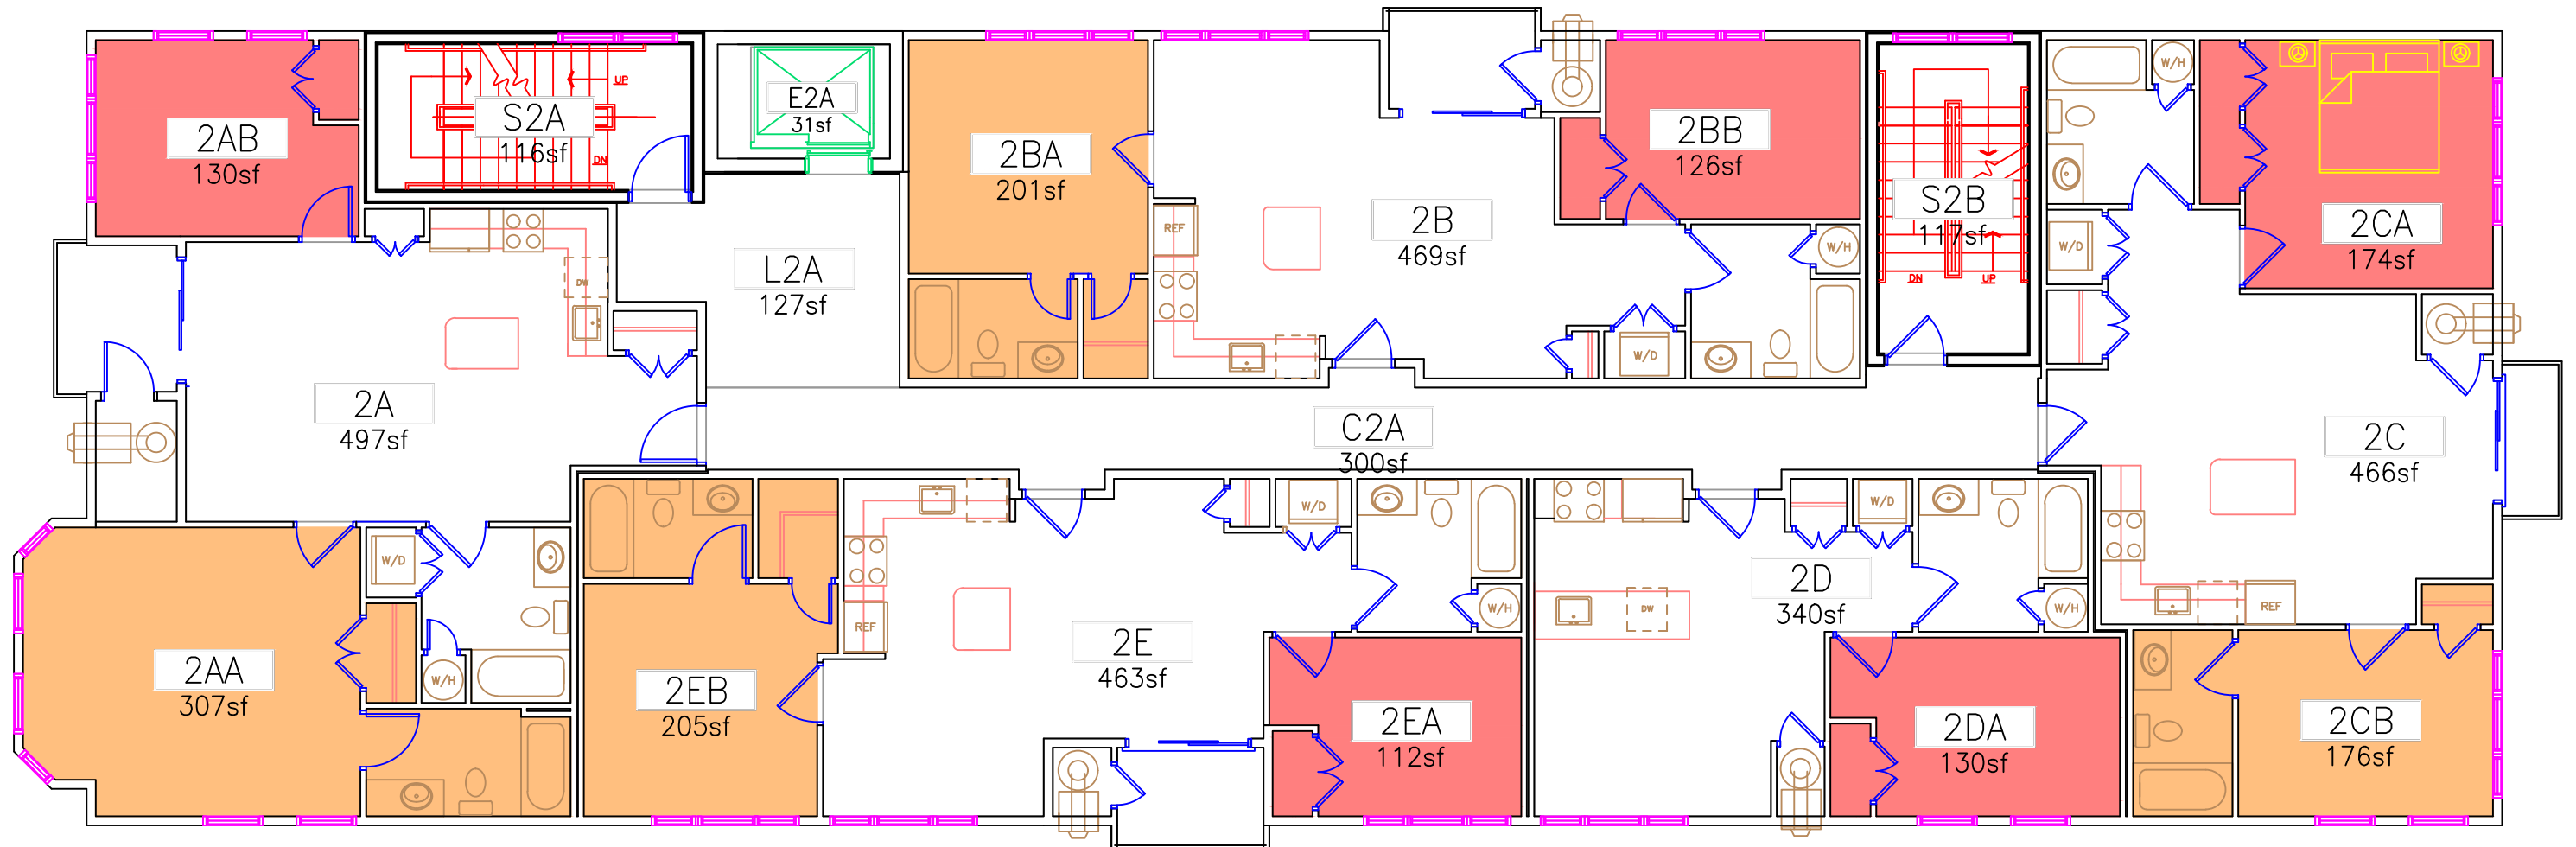 2AB
130sf
UP
S2A
116sf
DN
E2A
31sf
2BA
201sf
2BB
126sf
W/H
2CA
174sf
S2B
117sf
DN
UP
W/D
REF
2B
469sf
W/H
L2A
127sf
DW
W/D
2A
497sf
C2A
300sf
2C
466sf
W/D
W/D
W/D
W/H
2AA
307sf
REF
2E
463sf
W/H
2D
340sf
DW
W/H
REF
2EB
205sf
2EA
112sf
2DA
130sf
2CB
176sf